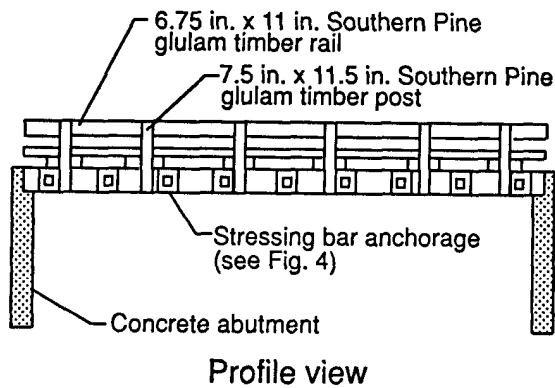 6.75 in. x 11 in. Southern Pine
glulam timber rail
7.5 in. x 11.5 in. Southern Pine
glulam timber post
Stressing bar anchorage
(see Fig. 4)
Concrete abutment
Profile view